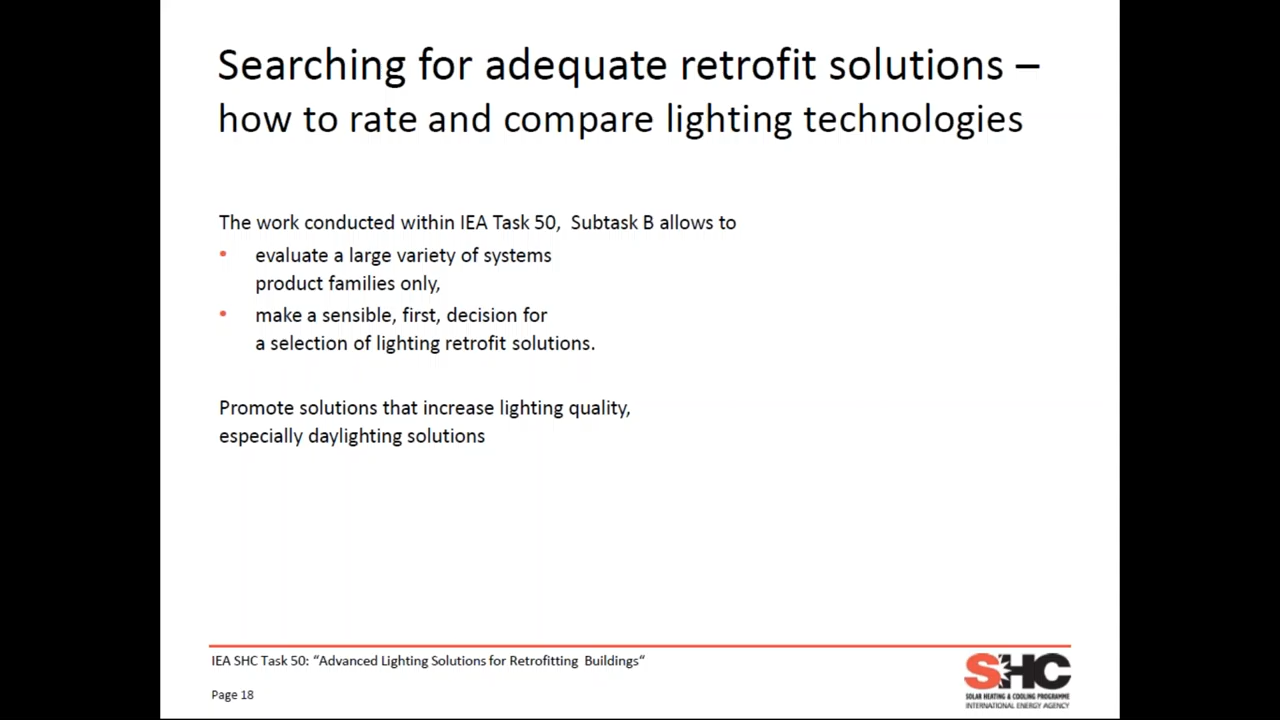 Searching for adequate retrofit solutions –
how to rate and compare lighting technologies
The work conducted within IEA Task 50, Subtask B allows to
• evaluate a large variety of systems
product families only,
• make a sensible, first, decision for
a selection of lighting retrofit solutions.
Promote solutions that increase lighting quality,
especially daylighting solutions
IEA SHC Task 50: “Advanced Lighting Solutions for Retrofitting Buildings“
Page 18
SHC
SOLAR HEATING & COOLING PROGRAMME
INTERNATIONAL ENERGY AGENCY